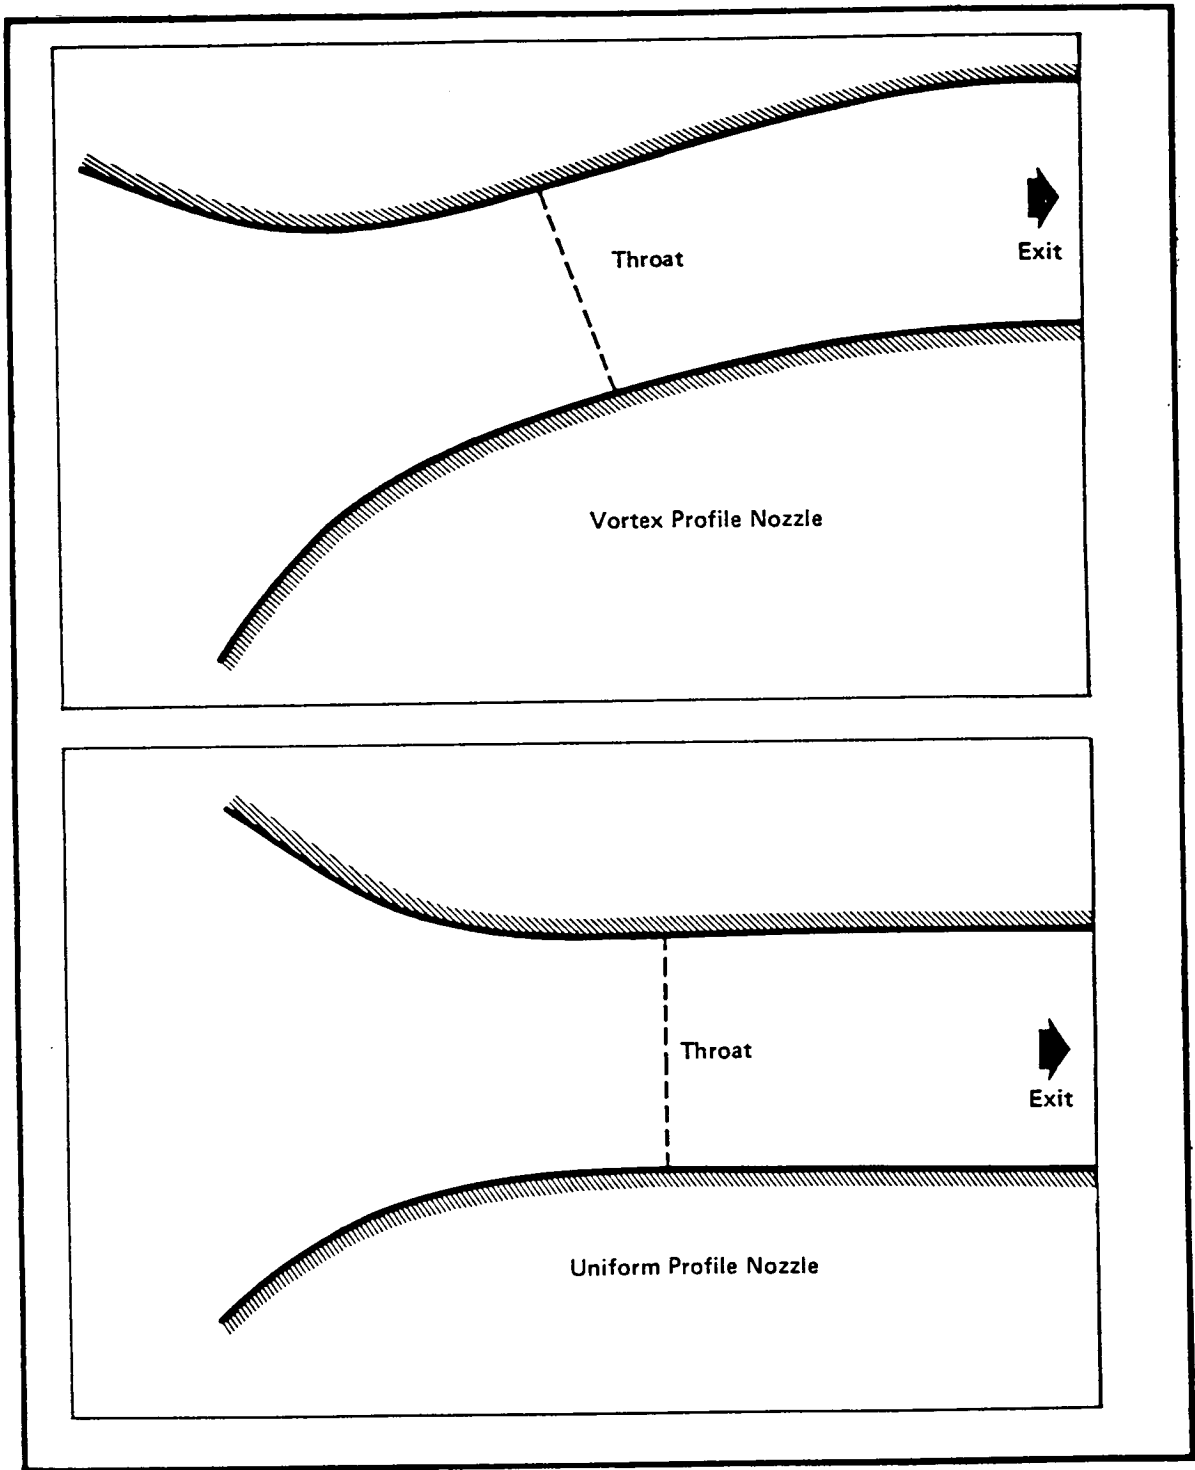 Throat
Exit
Vortex Profile Nozzle
Throat
Exit
Uniform Profile Nozzle